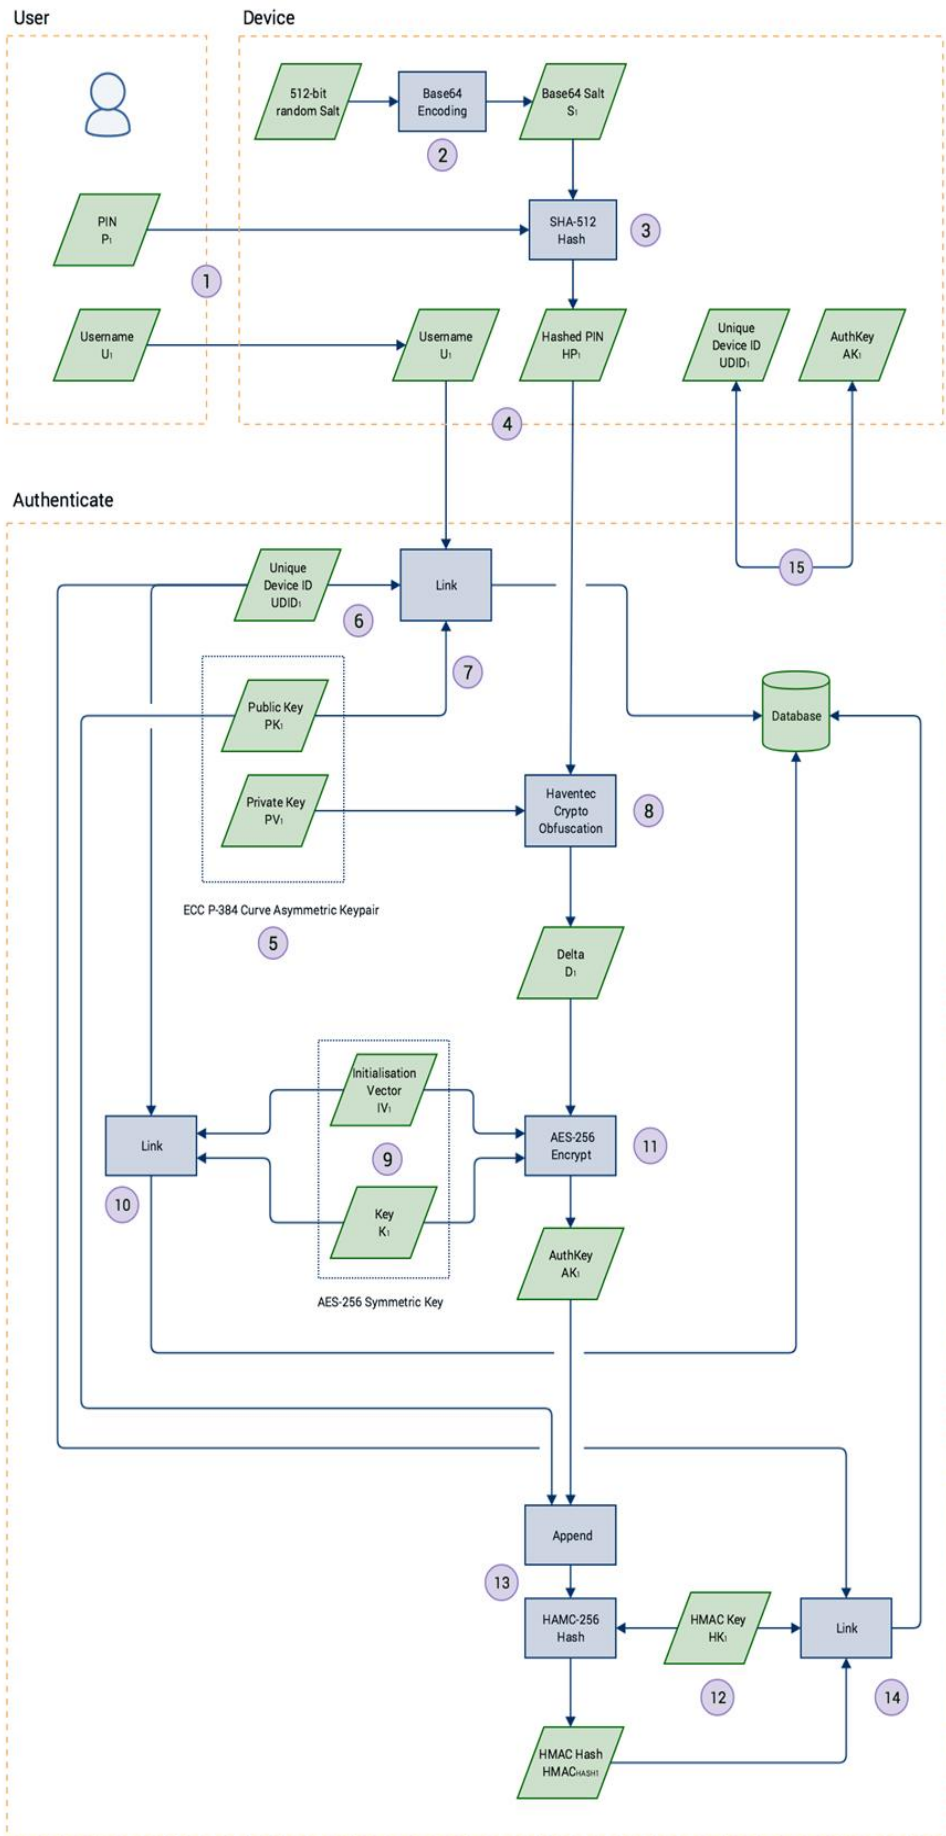 User
Device
512-bit
random Salt
Base64
Encoding
Base64 Salt
S1
2
PIN
P1
SHA-512
Hash
3
1
Username
U1
Username
U1
Hashed PIN
HP1
Unique
Device ID
UDID1
AuthKey
AK1
4
Authenticate
Unique
Device ID
UDID1
Link
15
6
7
Public Key
PK1
Database
Private Key
PV1
Haventec
Crypto
Obfuscation
8
ECC P-384 Curve Asymmetric Keypair
5
Delta
D1
Initialisation
Vector
IV1
Link
AES-256
Encrypt
11
9
10
Key
K1
AuthKey
AK1
AES-256 Symmetric Key
Append
13
HAMC-256
Hash
HMAC Key
HK1
Link
12
14
HMAC Hash
HMACHASH1